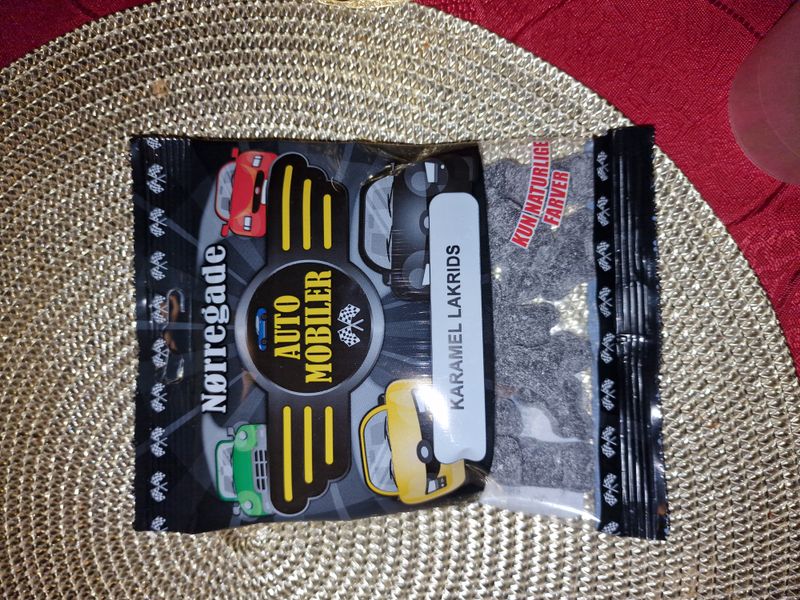 Nørregade
AUTO
MOBILER
KARAMEL LAKRIDS
KUN NATURLIGE
FARVER